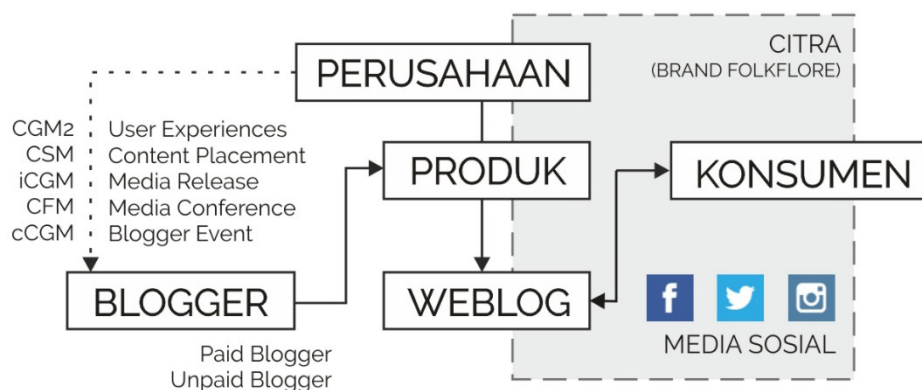 PERUSAHAAN
CITRA
(BRAND FOLKFLORE)
CGM2 User Experiences
CSM Content Placement
iCGM Media Release
CFM Media Conference
cCGM Blogger Event
PRODUK
KONSUMEN
BLOGGER
WEBLOG
MEDIA SOSIAL
Paid Blogger
Unpaid Blogger